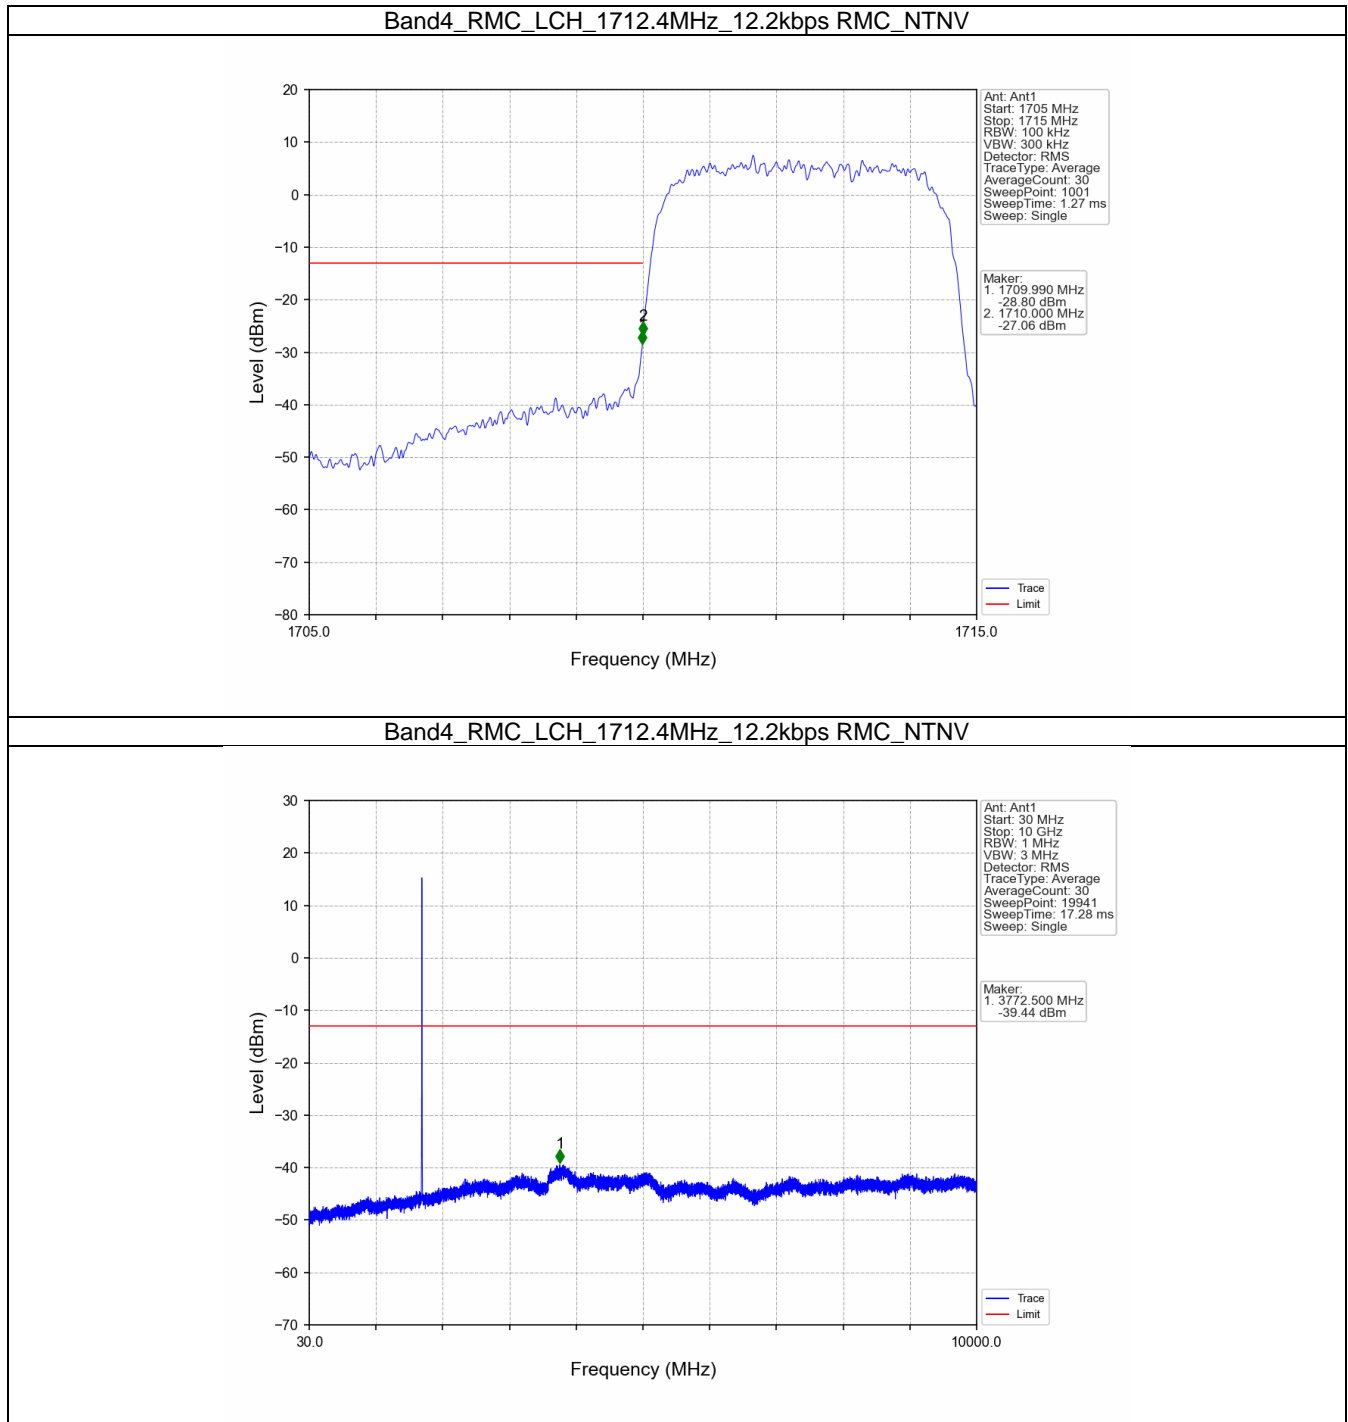 Band4_RMC_LCH_1712.4MHz_12.2kbps RMC_NTNV
20
10
0
−10
−20
−30
−40
−50
−60
−70
−80
Level (dBm)
2
1705.0
1715.0
Frequency (MHz)
Ant: Ant1
Start: 1705 MHz
Stop: 1715 MHz
RBW: 100 kHz
VBW: 300 kHz
Detector: RMS
TraceType: Average
AverageCount: 30
SweepPoint: 1001
SweepTime: 1.27 ms
Sweep: Single
Maker:
1. 1709.990 MHz
-28.80 dBm
2. 1710.000 MHz
-27.06 dBm
Trace
Limit
Band4_RMC_LCH_1712.4MHz_12.2kbps RMC_NTNV
30
20
10
0
−10
−20
−30
−40
−50
−60
−70
Level (dBm)
1
30.0
10000.0
Frequency (MHz)
Ant: Ant1
Start: 30 MHz
Stop: 10 GHz
RBW: 1 MHz
VBW: 3 MHz
Detector: RMS
TraceType: Average
AverageCount: 30
SweepPoint: 19941
SweepTime: 17.28 ms
Sweep: Single
Maker:
1. 3772.500 MHz
-39.44 dBm
Trace
Limit